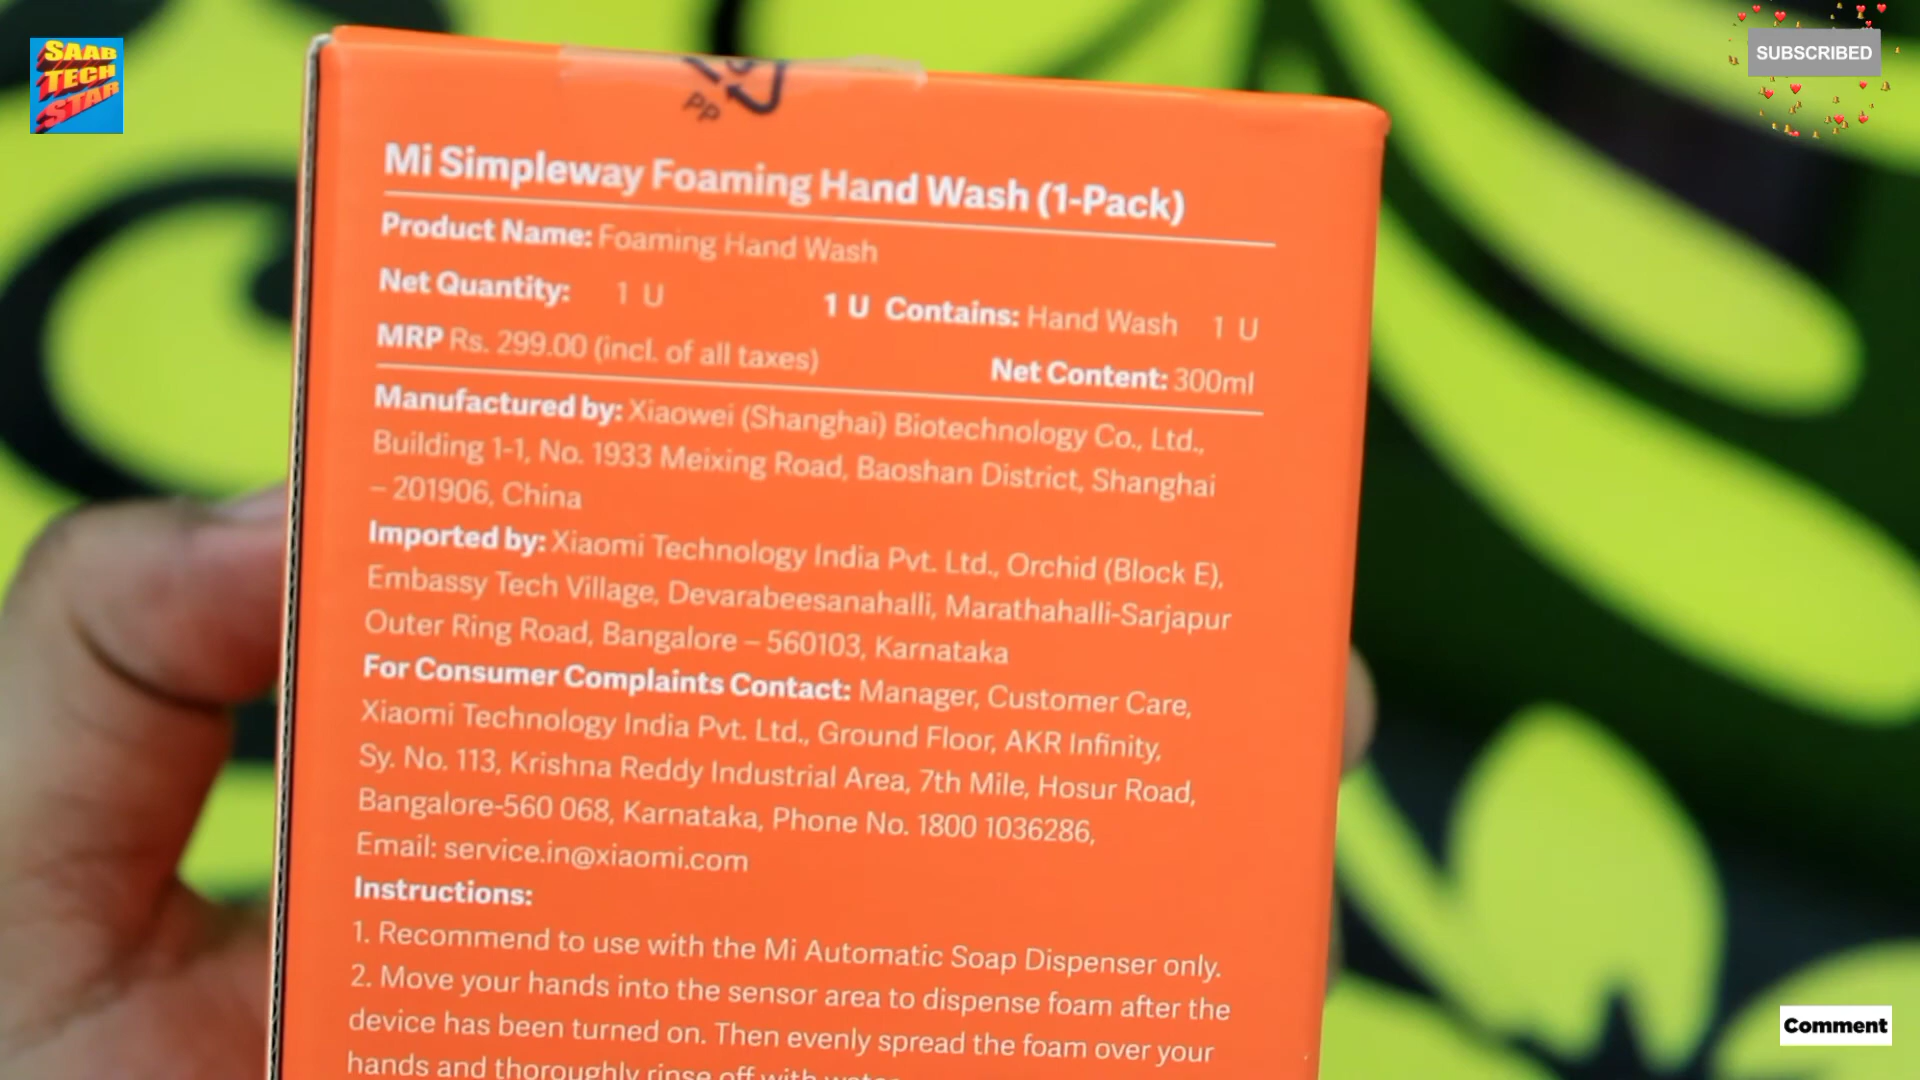 SAAB
TECH
STAR
SUBSCRIBED
PP
Mi Simpleway Foaming Hand Wash (1-Pack)
Product Name: Foaming Hand Wash
Net Quantity: 1 U 1 U Contains: Hand Wash 1 U
MRP Rs. 299.00 (incl. of all taxes) Net Content: 300ml
Manufactured by: Xiaowei (Shanghai) Biotechnology Co., Ltd.,
Building 1-1, No. 1933 Meixing Road, Baoshan District, Shanghai
– 201906, China
Imported by: Xiaomi Technology India Pvt. Ltd., Orchid (Block E),
Embassy Tech Village, Devarabeesanahalli, Marathahalli-Sarjapur
Outer Ring Road, Bangalore – 560103, Karnataka
For Consumer Complaints Contact: Manager, Customer Care,
Xiaomi Technology India Pvt. Ltd., Ground Floor, AKR Infinity,
Sy. No. 113, Krishna Reddy Industrial Area, 7th Mile, Hosur Road,
Bangalore-560 068, Karnataka, Phone No. 1800 1036286,
Email: service.in@xiaomi.com
Instructions:
1. Recommend to use with the Mi Automatic Soap Dispenser only.
2. Move your hands into the sensor area to dispense foam after the
device has been turned on. Then evenly spread the foam over your
hands and thoroughly rinse off with
Comment